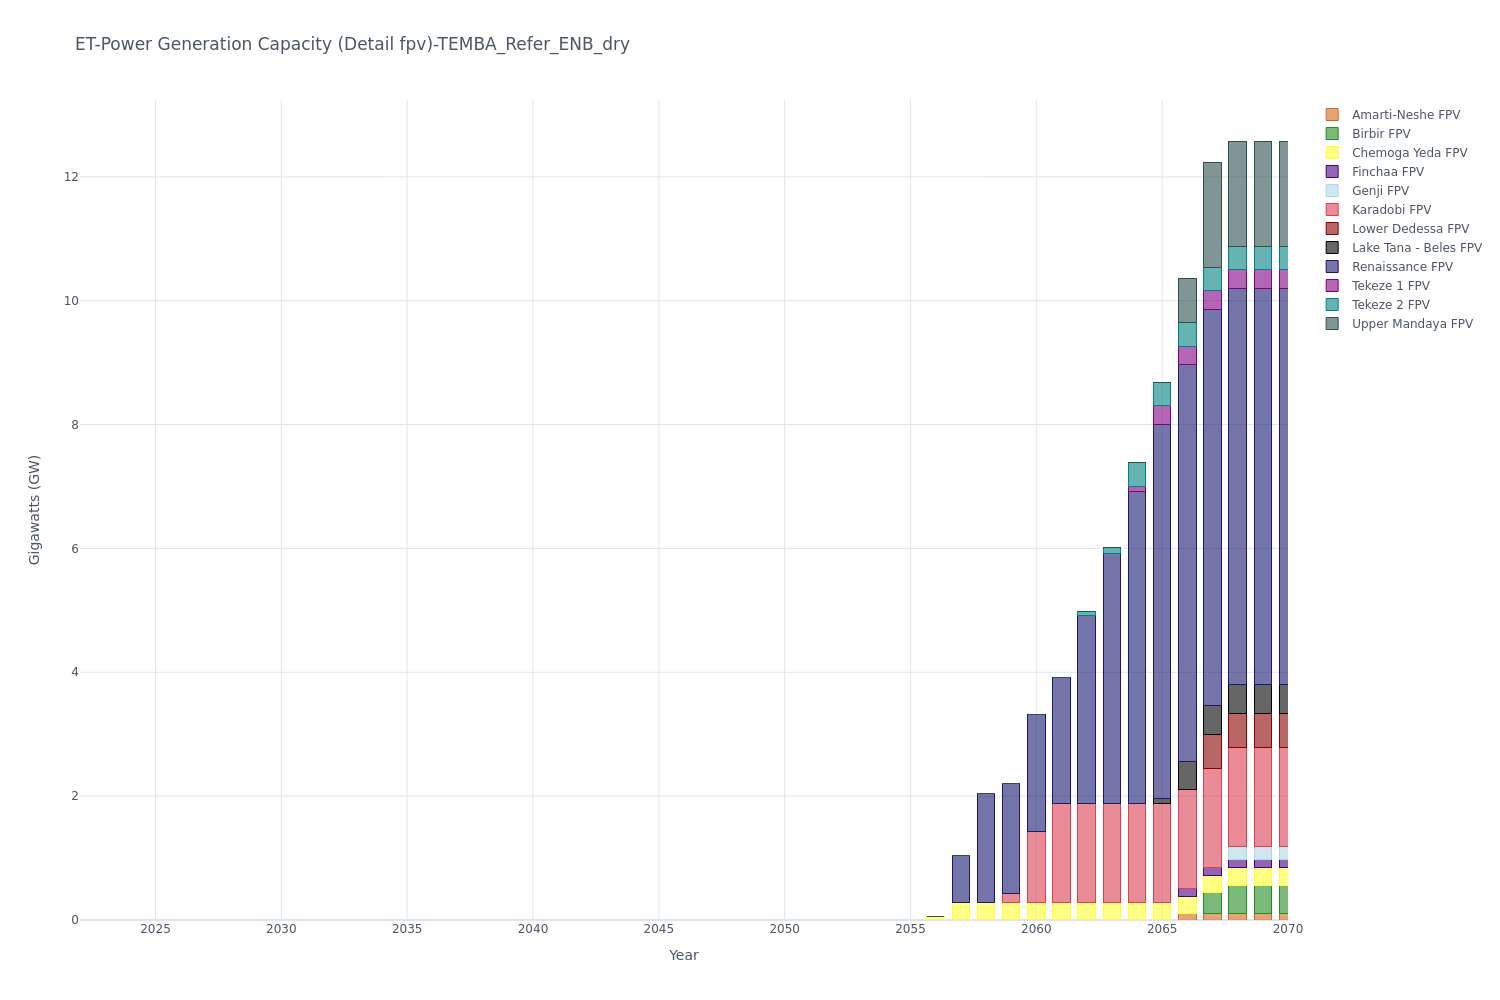 ET-Power Generation Capacity (Detail fpv)-TEMBA_Refer_ENB_dry
Amarti-Neshe FPV
Birbir FPV
Chemoga Yeda FPV
Finchaa FPV
Genji FPV
Karadobi FPV
Lower Dedessa FPV
Lake Tana - Beles FPV
Renaissance FPV
Tekeze 1 FPV
Tekeze 2 FPV
Upper Mandaya FPV
12
10
8
6
4
2
0
Gigawatts (GW)
2025 2030 2035 2040 2045 2050 2055 2060 2065 2070
Year